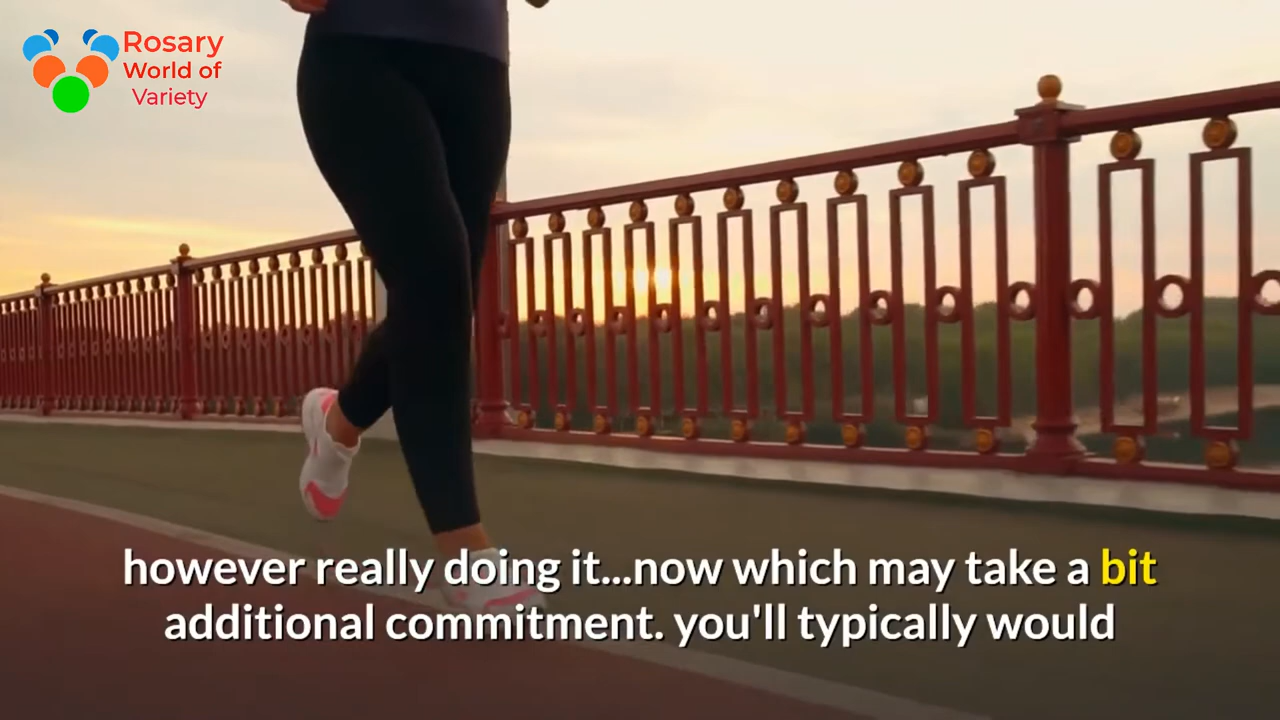 Rosary
World of
Variety
however really doing it...now which may take a bit
additional commitment. you'll typically would